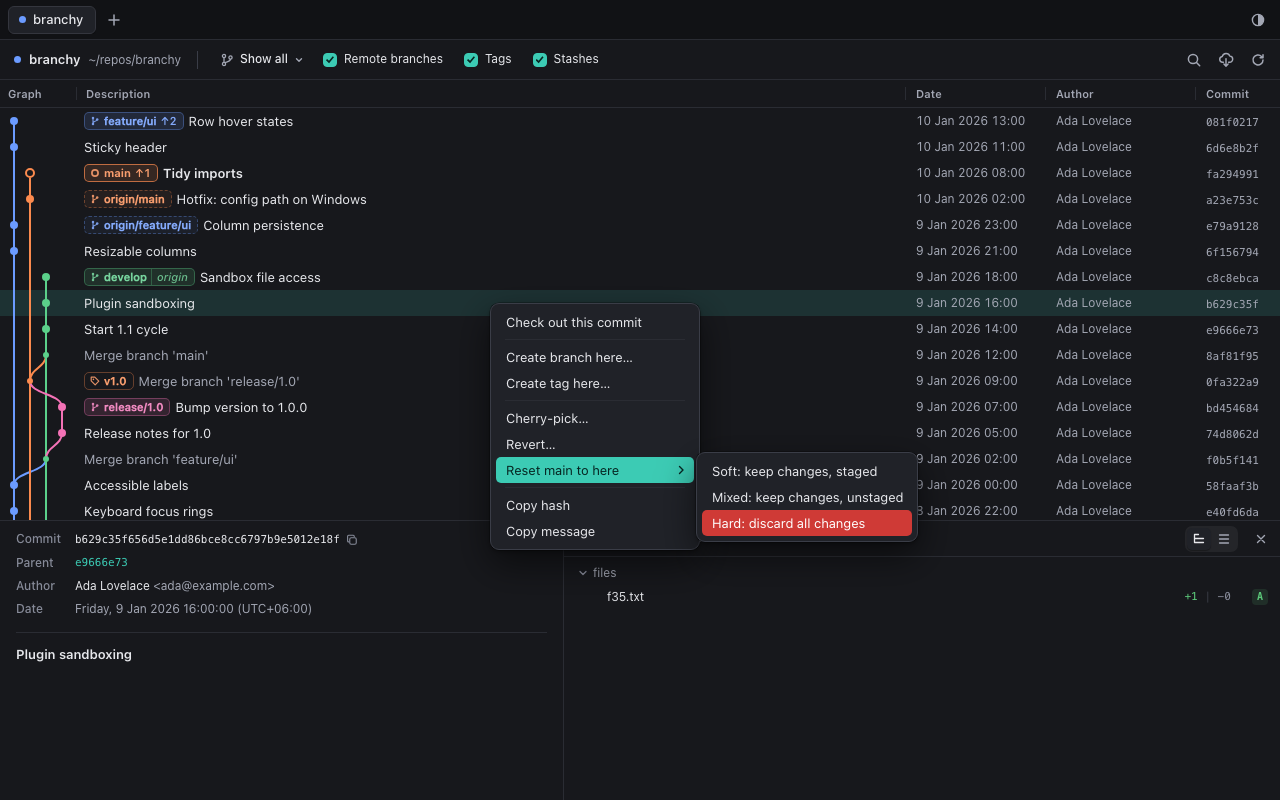 branchy
branchy ~/repos/branchy Show all Remote branches Tags Stashes
Graph Description Date Author Commit
feature/ui ↑2 Row hover states 10 Jan 2026 13:00 Ada Lovelace 081f0217
Sticky header 10 Jan 2026 11:00 Ada Lovelace 6d6e8b2f
main ↑1 Tidy imports 10 Jan 2026 08:00 Ada Lovelace fa294991
origin/main Hotfix: config path on Windows 10 Jan 2026 02:00 Ada Lovelace a23e753c
origin/feature/ui Column persistence 9 Jan 2026 23:00 Ada Lovelace e79a9128
Resizable columns 9 Jan 2026 21:00 Ada Lovelace 6f156794
develop origin Sandbox file access 9 Jan 2026 18:00 Ada Lovelace c8c8ebca
Plugin sandboxing 9 Jan 2026 16:00 Ada Lovelace b629c35f
Start 1.1 cycle 9 Jan 2026 14:00 Ada Lovelace e9666e73
Merge branch 'main' 9 Jan 2026 12:00 Ada Lovelace 8af81f95
v1.0 Merge branch 'release/1.0' 9 Jan 2026 09:00 Ada Lovelace 0fa322a9
release/1.0 Bump version to 1.0.0 9 Jan 2026 07:00 Ada Lovelace bd454684
Release notes for 1.0 9 Jan 2026 05:00 Ada Lovelace 74d8062d
Merge branch 'feature/ui' 9 Jan 2026 02:00 Ada Lovelace f0b5f141
Accessible labels 9 Jan 2026 00:00 Ada Lovelace 58faaf3b
Keyboard focus rings Jan 2026 22:00 Ada Lovelace e40fd6da
Check out this commit
Create branch here...
Create tag here...
Cherry-pick...
Revert...
Reset main to here
Copy hash
Copy message
Soft: keep changes, staged
Mixed: keep changes, unstaged
Hard: discard all changes
Commit b629c35f656d5e1dd86bce8cc6797b9e5012e18f
Parent e9666e73
Author Ada Lovelace <ada@example.com>
Date Friday, 9 Jan 2026 16:00:00 (UTC+06:00)
Plugin sandboxing
files
f35.txt +1 | −0 A